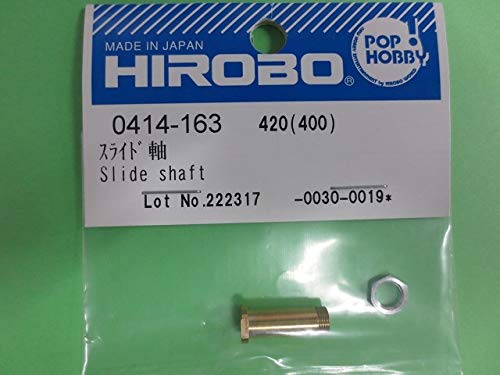 MADE IN JAPAN
HIROBO®
POP!
HOBBY
0414-163 420(400)
ｽﾗｲﾄﾞ軸
Slide shaft
Lot No.222317 -0030-0019*